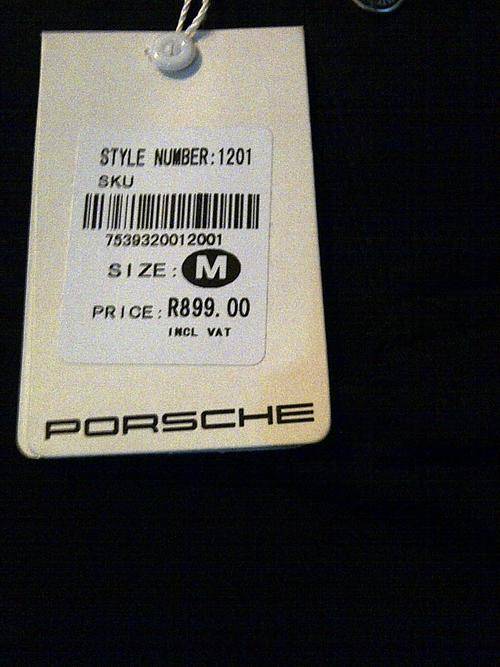 STYLE NUMBER:1201
SKU
7539320012001
SIZE: M
PRICE: R899.00
INCL VAT
PORSCHE